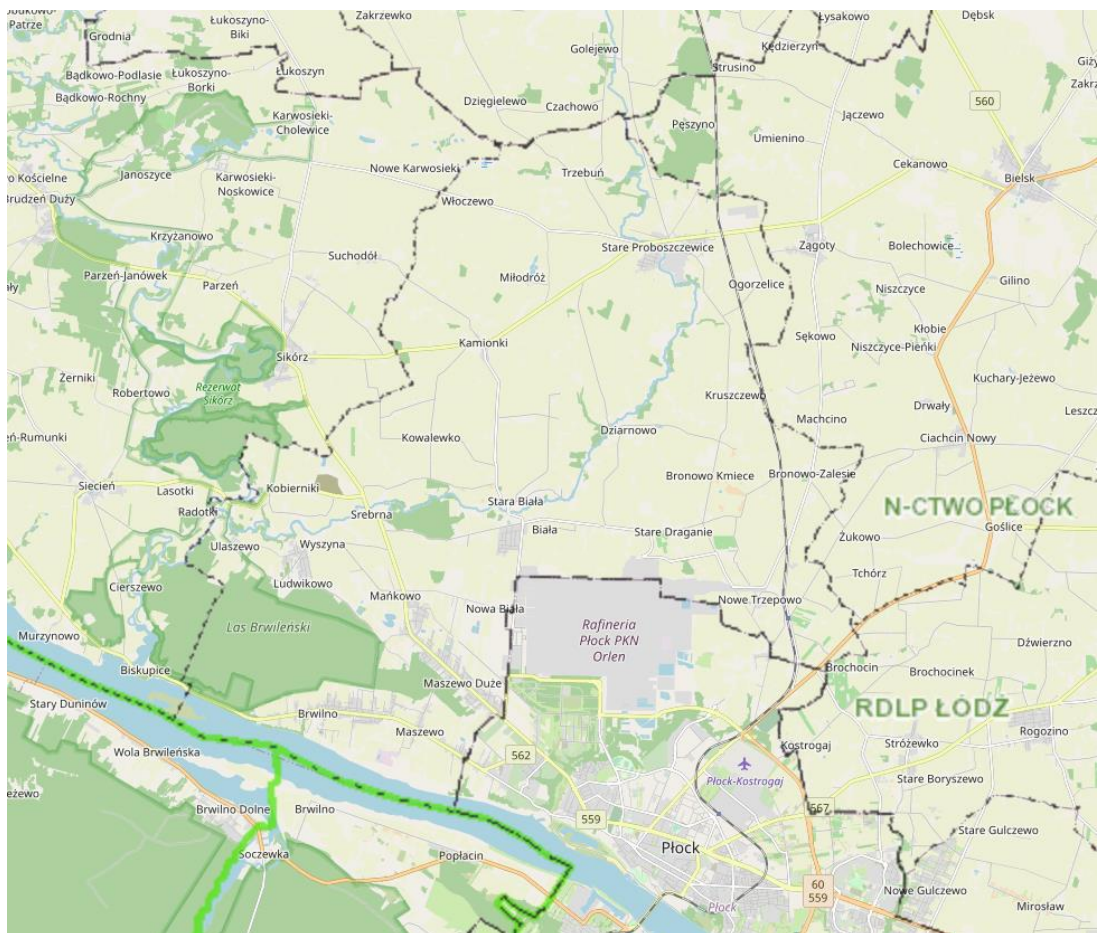 Patrze
Grodnia
Łukoszyno-
Biki
Zakrzewko
Łysakowo
Dębsk
Golejewo
Kędzierzyn
Strusino
Bądkowo-Podlasie
Łukoszyno-
Borki
Łukoszyn
Bądkowo-Rochny
Dzięgielewo
Czachowo
560
Karwosieki-
Cholewice
Pęszyno
Jączewo
Umienino
Janoszyce
Nowe Karwosieki
Trzebuń
Cekanowo
Bielsk
Karwosieki-
Noskowice
wo Kościelne
Brudzeń Duży
Włoczewo
Krzyżanowo
Suchodół
Stare Proboszczewice
Zągoty
Bolechowice
Parzeń-Janówek
Parzeń
Miłodróż
Ogorzelice
Niszczyce
Gilino
Sikórz
Kamionki
Sękowo
Kłobie
Niszczyce-Pieńki
Żerniki
Robertowo
Rezerwat
Sikórz
Kruszczewo
Kuchary-Jeżewo
Drwały
Machcino
Kowalewko
Dziarnowo
Ciachcin Nowy
eń-Rumunki
Siecień
Lasotki
Kobierniki
Bronowo Kmiece
Bronowo-Zalesie
Radotki
Srebrna
Stara Biała
N-CTWO PŁOCK
Goślice
Ulaszewo
Wyszyna
Biała
Stare Draganie
Żukowo
Cierszewo
Ludwikowo
Mańkowo
Tchórz
Nowa Biała
Nowe Trzepowo
Las Brwileński
Rafineria
Płock PKN
Orlen
Murzynowo
Dźwierzno
Biskupice
Maszewo Duże
Brochocin
Brochocinek
Stary Duninów
Brwilno
RDLP ŁÓDŹ
Maszewo
Kostrogaj
Rogozino
Wola Brwileńska
562
Płock-Kostrogaj
Stróżewko
Stare Boryszewo
Brwilno Dolne
Brwilno
559
567
Stare Gulczewo
Soczewka
Popłacin
Płock
60
559
Nowe Gulczewo
Płock
Mirosław